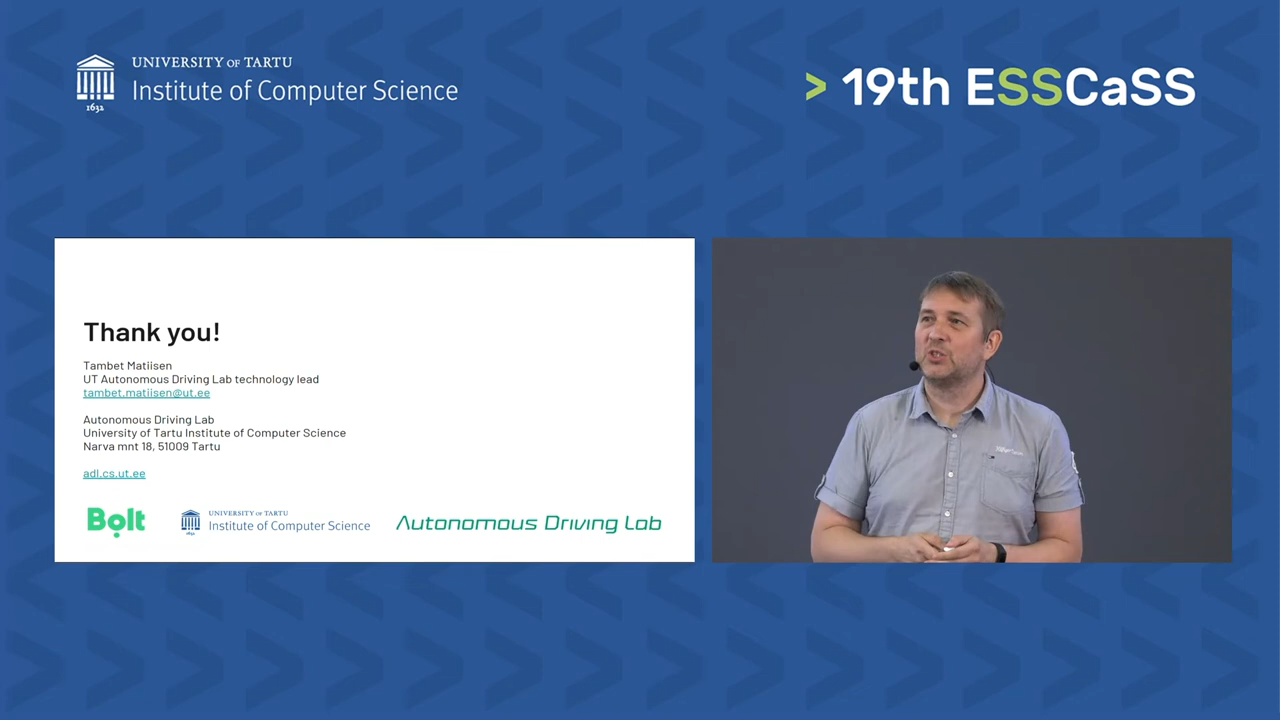 UNIVERSITY OF TARTU
Institute of Computer Science
1632
> 19th ESSCaSS
Thank you!
Tambet Matiisen
UT Autonomous Driving Lab technology lead
tambet.matiisen@ut.ee
Autonomous Driving Lab
University of Tartu Institute of Computer Science
Narva mnt 18, 51009 Tartu
adl.cs.ut.ee
Bolt
UNIVERSITY OF TARTU
Institute of Computer Science
1632
Autonomous Driving Lab